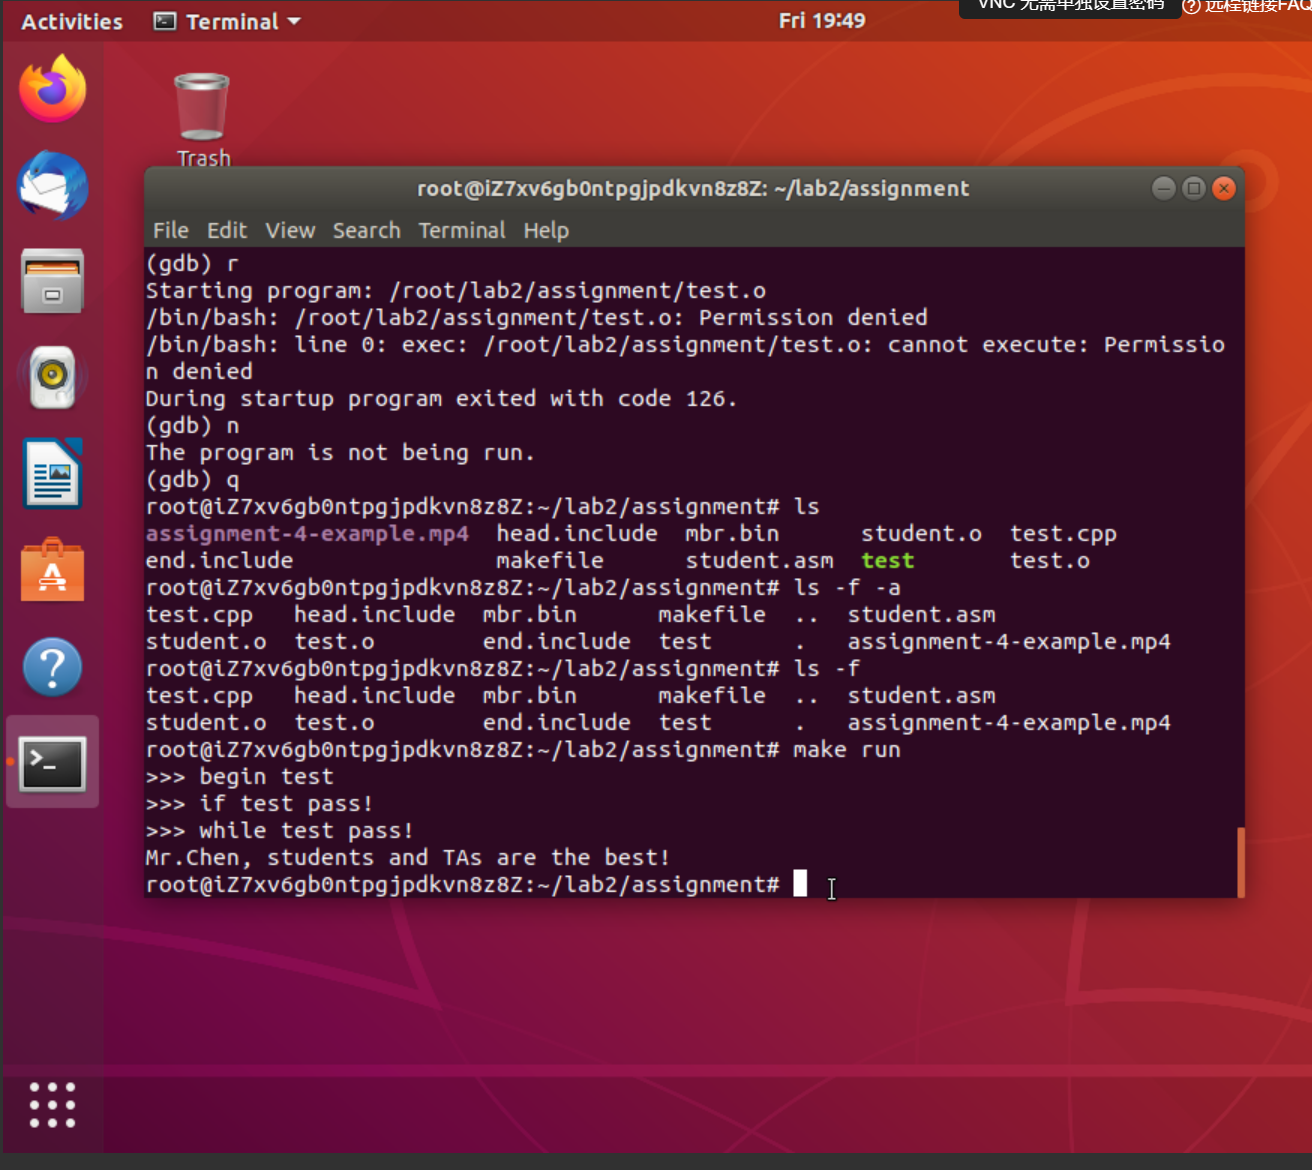 Activities Terminal Fri 19:49 VNC 无需单独设置密码 远程链接FAQ
Trash
root@iZ7xv6gb0ntpgjpdkvn8z8Z: ~/lab2/assignment
File Edit View Search Terminal Help
(gdb) r
Starting program: /root/lab2/assignment/test.o
/bin/bash: /root/lab2/assignment/test.o: Permission denied
/bin/bash: line 0: exec: /root/lab2/assignment/test.o: cannot execute: Permissio
n denied
During startup program exited with code 126.
(gdb) n
The program is not being run.
(gdb) q
root@iZ7xv6gb0ntpgjpdkvn8z8Z:~/lab2/assignment# ls
assignment-4-example.mp4 head.include mbr.bin student.o test.cpp
end.include makefile student.asm test test.o
root@iZ7xv6gb0ntpgjpdkvn8z8Z:~/lab2/assignment# ls -f -a
test.cpp head.include mbr.bin makefile .. student.asm
student.o test.o end.include test . assignment-4-example.mp4
root@iZ7xv6gb0ntpgjpdkvn8z8Z:~/lab2/assignment# ls -f
test.cpp head.include mbr.bin makefile .. student.asm
student.o test.o end.include test . assignment-4-example.mp4
root@iZ7xv6gb0ntpgjpdkvn8z8Z:~/lab2/assignment# make run
>>> begin test
>>> if test pass!
>>> while test pass!
Mr.Chen, students and TAs are the best!
root@iZ7xv6gb0ntpgjpdkvn8z8Z:~/lab2/assignment#